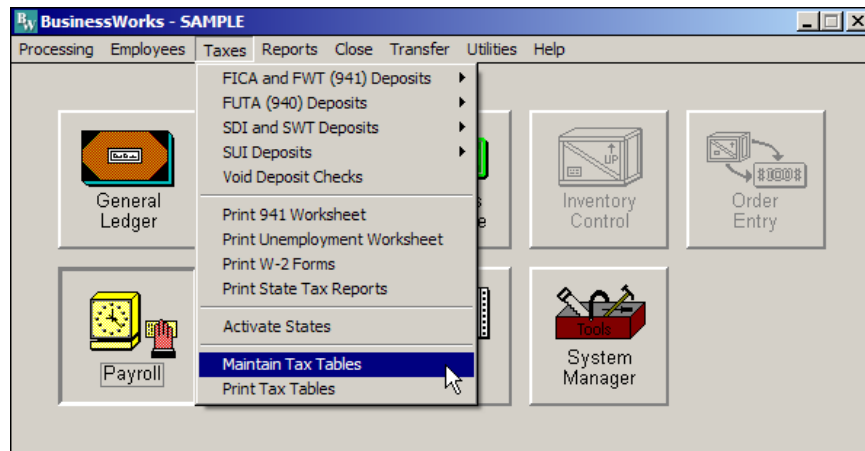 BusinessWorks - SAMPLE
Processing Employees Taxes Reports Close Transfer Utilities Help
FICA and FWT (941) Deposits
FUTA (940) Deposits
SDI and SWT Deposits
SUI Deposits
Void Deposit Checks
Print 941 Worksheet
Print Unemployment Worksheet
Print W-2 Forms
Print State Tax Reports
Activate States
Maintain Tax Tables
Print Tax Tables
General
Ledger
UP
Inventory
Control
Order
Entry
Payroll
Tools
System
Manager